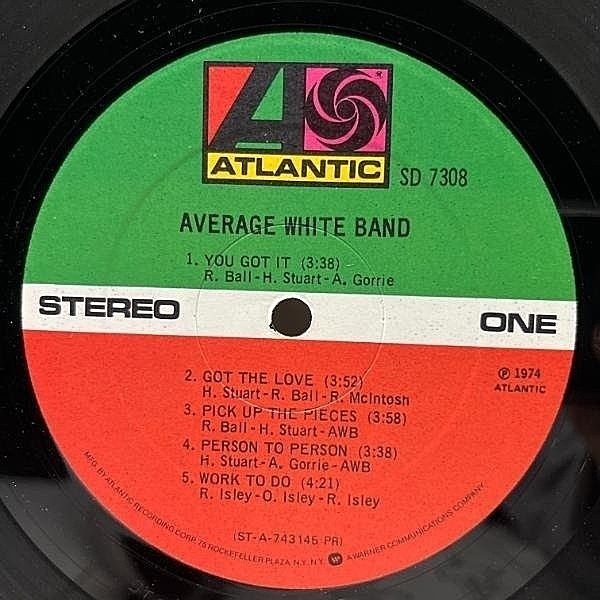 A
ATLANTIC
SD 7308
AVERAGE WHITE BAND
1. YOU GOT IT (3:38)
R. Ball-H. Stuart-A. Gorrie
STEREO ONE
2. GOT THE LOVE (3:52)
H. Stuart-R. Ball-R. McIntosh
℗ 1974
ATLANTIC
3. PICK UP THE PIECES (3:58)
R. Ball-H. Stuart-AWB
4. PERSON TO PERSON (3:38)
H. Stuart-A. Gorrie-AWB
5. WORK TO DO (4:21)
R. Isley-O. Isley-R. Isley
(ST-A-743145 PR)
MFG. BY ATLANTIC RECORDING CORP. 75 ROCKEFELLER PLAZA, N.Y. N.Y. W A WARNER COMMUNICATIONS COMPANY